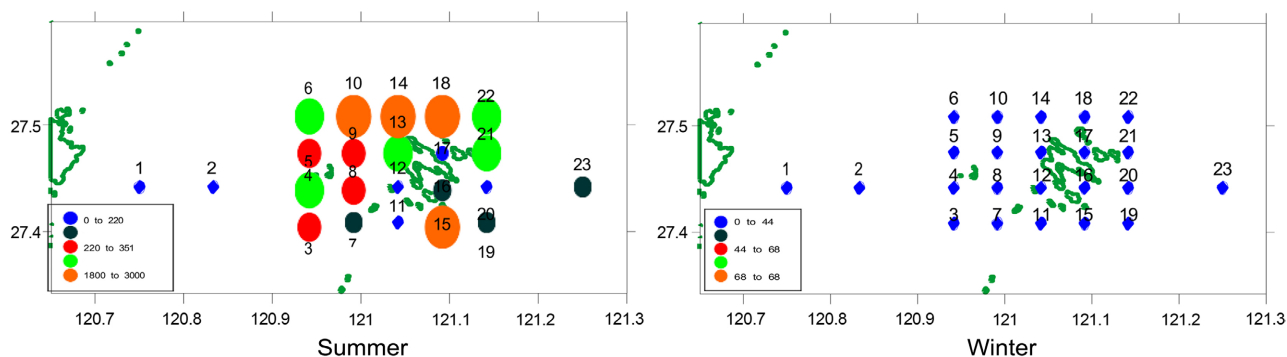 6 10 14 18 22
13
9 17 21
5 8 12
4 16
1 2 23
11 20
3 7 15 19
27.5
27.4
0 to 220
220 to 351
1800 to 3000
120.7 120.8 120.9 121 121.1 121.2 121.3
Summer
6 10 14 18 22
5 9 13 17 21
1 2 4 8 12 16 20 23
3 7 11 15 19
27.5
27.4
0 to 44
44 to 68
68 to 68
120.7 120.8 120.9 121 121.1 121.2 121.3
Winter